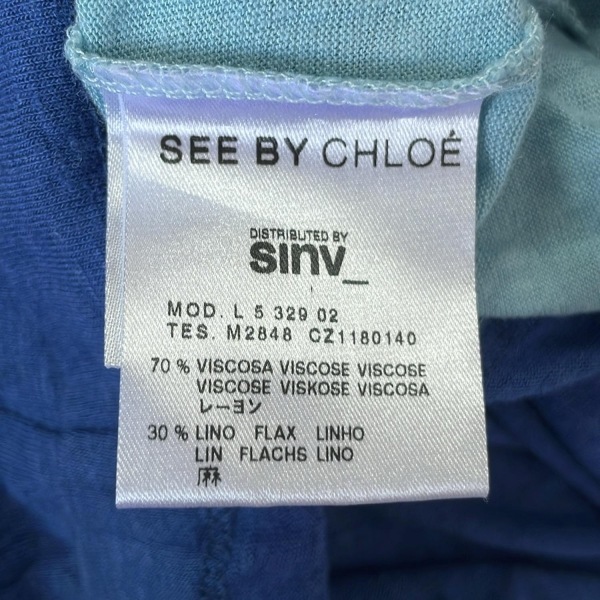 SEE BY CHLOÉ
DISTRIBUTED BY
sinv_
MOD. L 5 329 02
TES. M2848 CZ1180140
70 % VISCOSA VISCOSE VISCOSE
VISCOSE VISKOSE VISCOSA
レーヨン
30 % LINO FLAX LINHO
LIN FLACHS LINO
麻